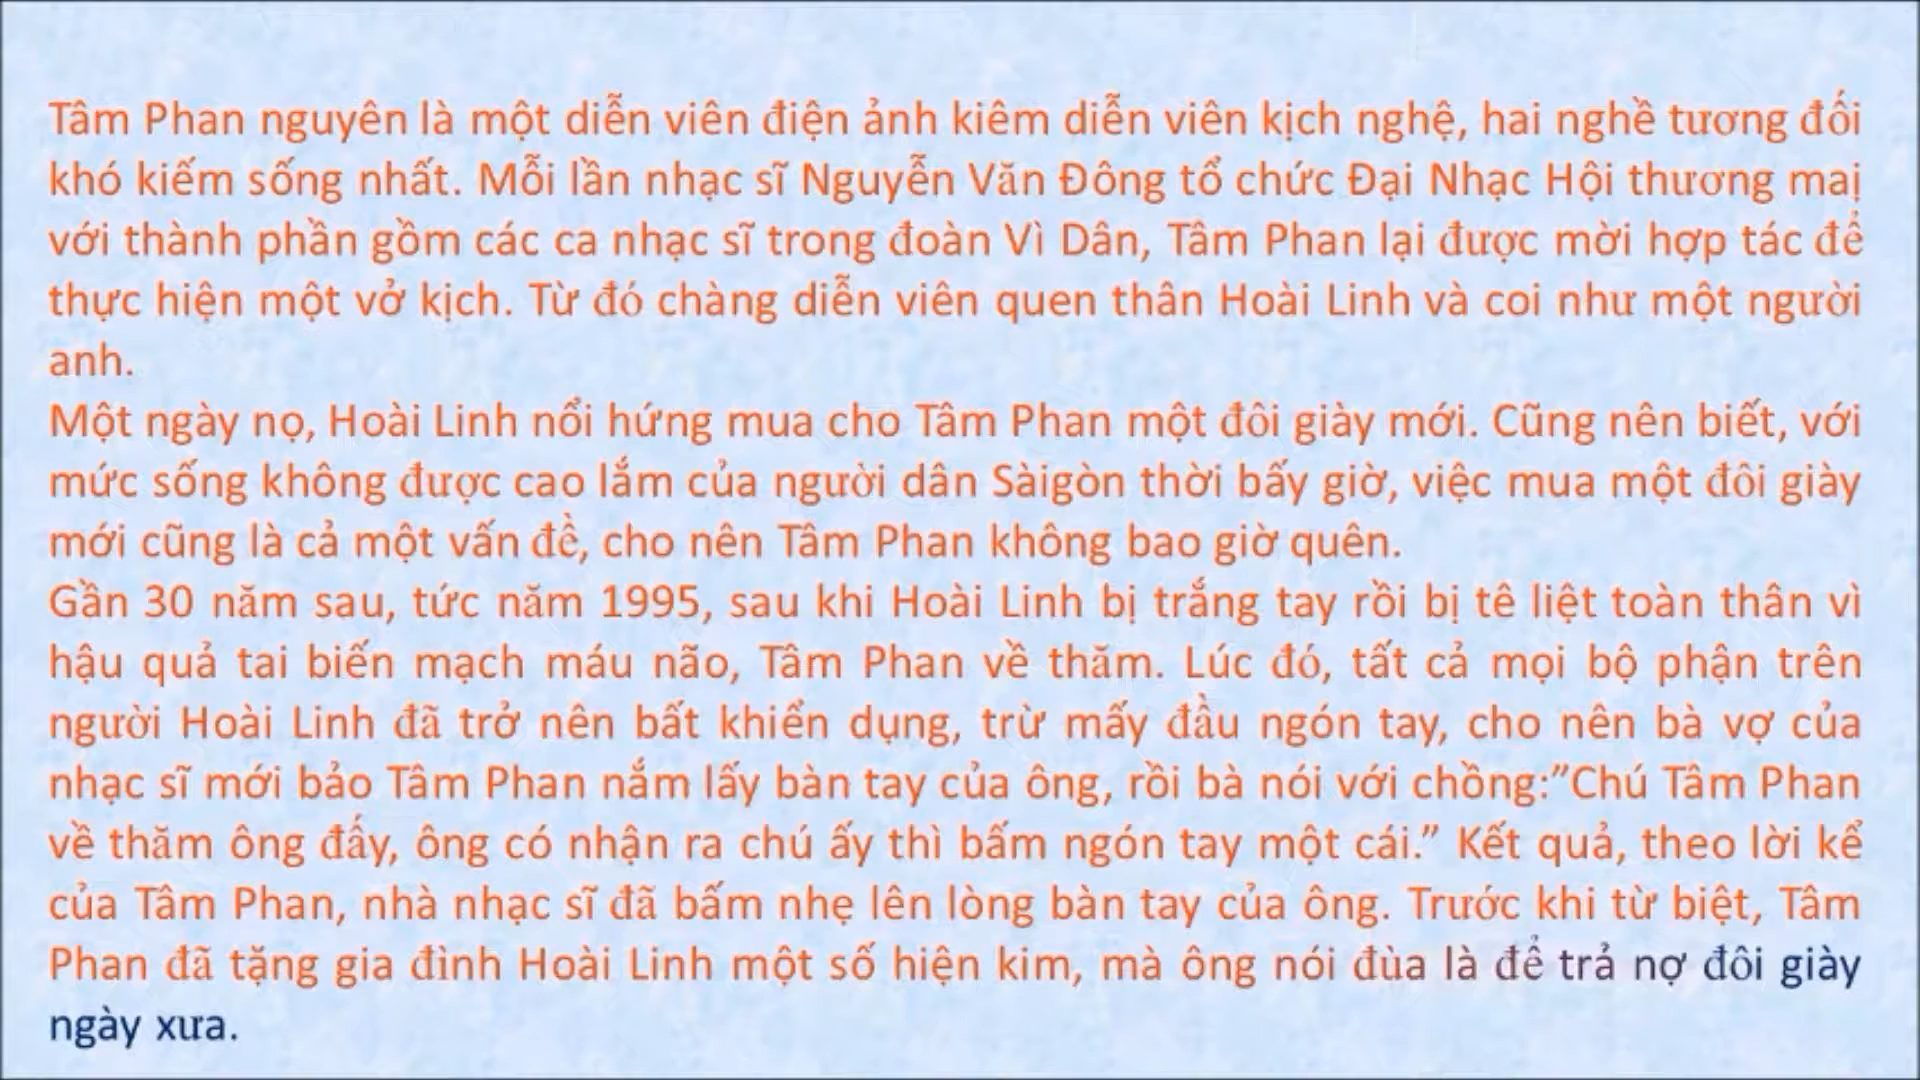 Tâm Phan nguyên là một diễn viên điện ảnh kiêm diễn viên kịch nghệ, hai nghề tương đối
khó kiếm sống nhất. Mỗi lần nhạc sĩ Nguyễn Văn Đông tổ chức Đại Nhạc Hội thương maị
với thành phần gồm các ca nhạc sĩ trong đoàn Vì Dân, Tâm Phan lại được mời hợp tác để
thực hiện một vở kịch. Từ đó chàng diễn viên quen thân Hoài Linh và coi như một người
anh.
Một ngày nọ, Hoài Linh nổi hứng mua cho Tâm Phan một đôi giày mới. Cũng nên biết, với
mức sống không được cao lắm của người dân Sàigòn thời bấy giờ, việc mua một đôi giày
mới cũng là cả một vấn đề, cho nên Tâm Phan không bao giờ quên.
Gần 30 năm sau, tức năm 1995, sau khi Hoài Linh bị trắng tay rồi bị tê liệt toàn thân vì
hậu quả tai biến mạch máu não, Tâm Phan về thăm. Lúc đó, tất cả mọi bộ phận trên
người Hoài Linh đã trở nên bất khiển dụng, trừ mấy đầu ngón tay, cho nên bà vợ của
nhạc sĩ mới bảo Tâm Phan nắm lấy bàn tay của ông, rồi bà nói với chồng:”Chú Tâm Phan
về thăm ông đấy, ông có nhận ra chú ấy thì bấm ngón tay một cái.” Kết quả, theo lời kể
của Tâm Phan, nhà nhạc sĩ đã bấm nhẹ lên lòng bàn tay của ông. Trước khi từ biệt, Tâm
Phan đã tặng gia đình Hoài Linh một số hiện kim, mà ông nói đùa là để trả nợ đôi giày
ngày xưa.